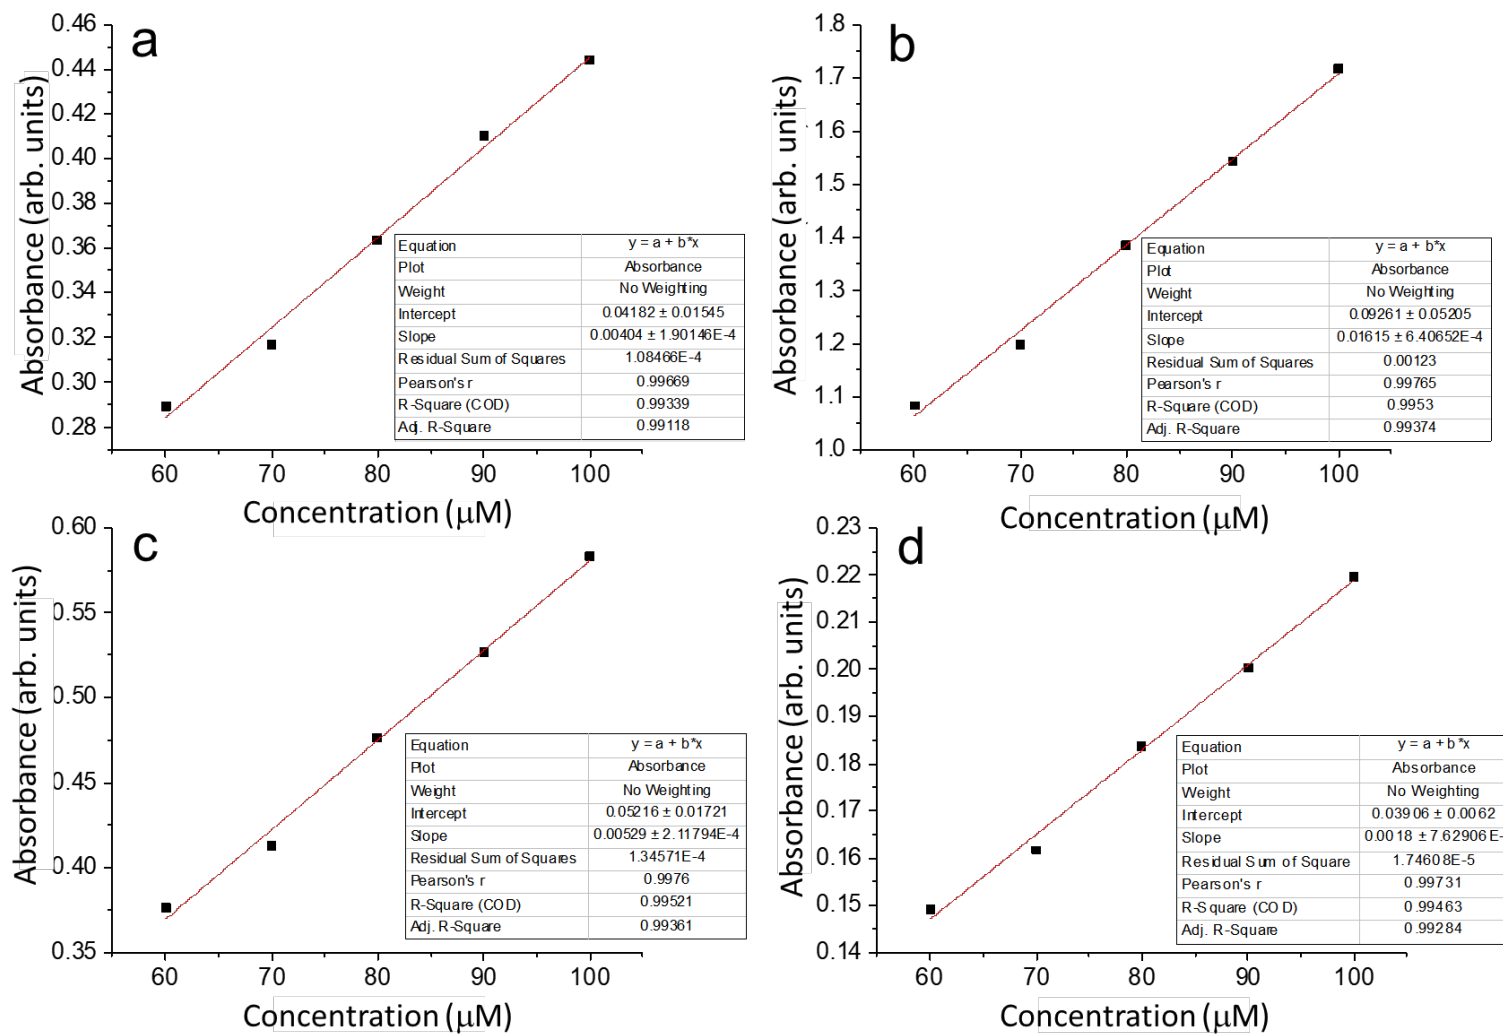 a
0.46
0.44
0.42
0.40
0.38
0.36
0.34
0.32
0.30
0.28
Absorbance (arb. units)
Equation y = a + b*x
Plot Absorbance
Weight No Weighting
Intercept 0.04182 ± 0.01545
Slope 0.00404 ± 1.90146E-4
Residual Sum of Squares 1.08466E-4
Pearson's r 0.99669
R-Square (COD) 0.99339
Adj. R-Square 0.99118
60 70 80 90 100
Concentration (μM)
b
1.8
1.7
1.6
1.5
1.4
1.3
1.2
1.1
1.0
Absorbance (arb. units)
Equation y = a + b*x
Plot Absorbance
Weight No Weighting
Intercept 0.09261 ± 0.05205
Slope 0.01615 ± 6.40652E-4
Residual Sum of Squares 0.00123
Pearson's r 0.99765
R-Square (COD) 0.9953
Adj. R-Square 0.99374
60 70 80 90 100
Concentration (μM)
c
0.60
0.55
0.50
0.45
0.40
0.35
Absorbance (arb. units)
Equation y = a + b*x
Plot Absorbance
Weight No Weighting
Intercept 0.05216 ± 0.01721
Slope 0.00529 ± 2.11794E-4
Residual Sum of Squares 1.34571E-4
Pearson's r 0.9976
R-Square (COD) 0.99521
Adj. R-Square 0.99361
60 70 80 90 100
Concentration (μM)
d
0.23
0.22
0.21
0.20
0.19
0.18
0.17
0.16
0.15
0.14
Absorbance (arb. units)
Equation y = a + b*x
Plot Absorbance
Weight No Weighting
Intercept 0.03906 ± 0.0062
Slope 0.0018 ± 7.62906E-
Residual Sum of Square 1.74608E-5
Pearson's r 0.99731
R-Square (COD) 0.99463
Adj. R-Square 0.99284
60 70 80 90 100
Concentration (μM)